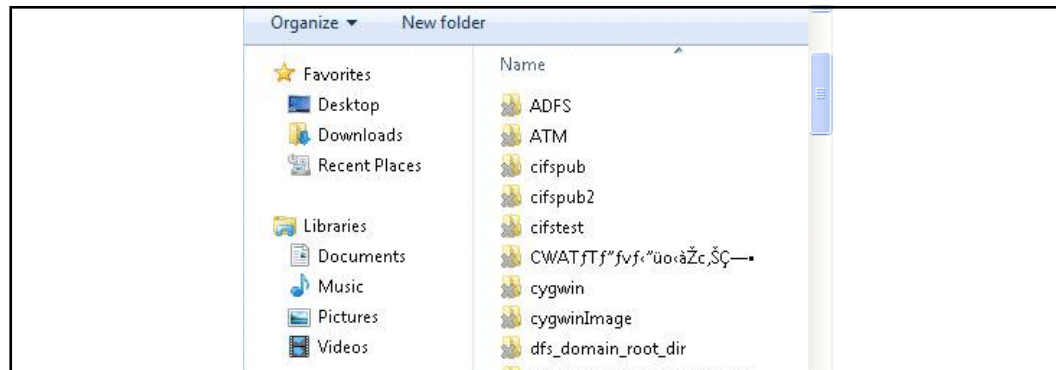 Organize ▼ New folder
Favorites
Desktop
Downloads
Recent Places
Libraries
Documents
Music
Pictures
Videos
Name
ADFS
ATM
cifspub
cifspub2
cifstest
CWATƒTƒ“ƒvƒ‹“üo‹àŽc‚ŠÇ—•
cygwin
cygwinImage
dfs_domain_root_dir